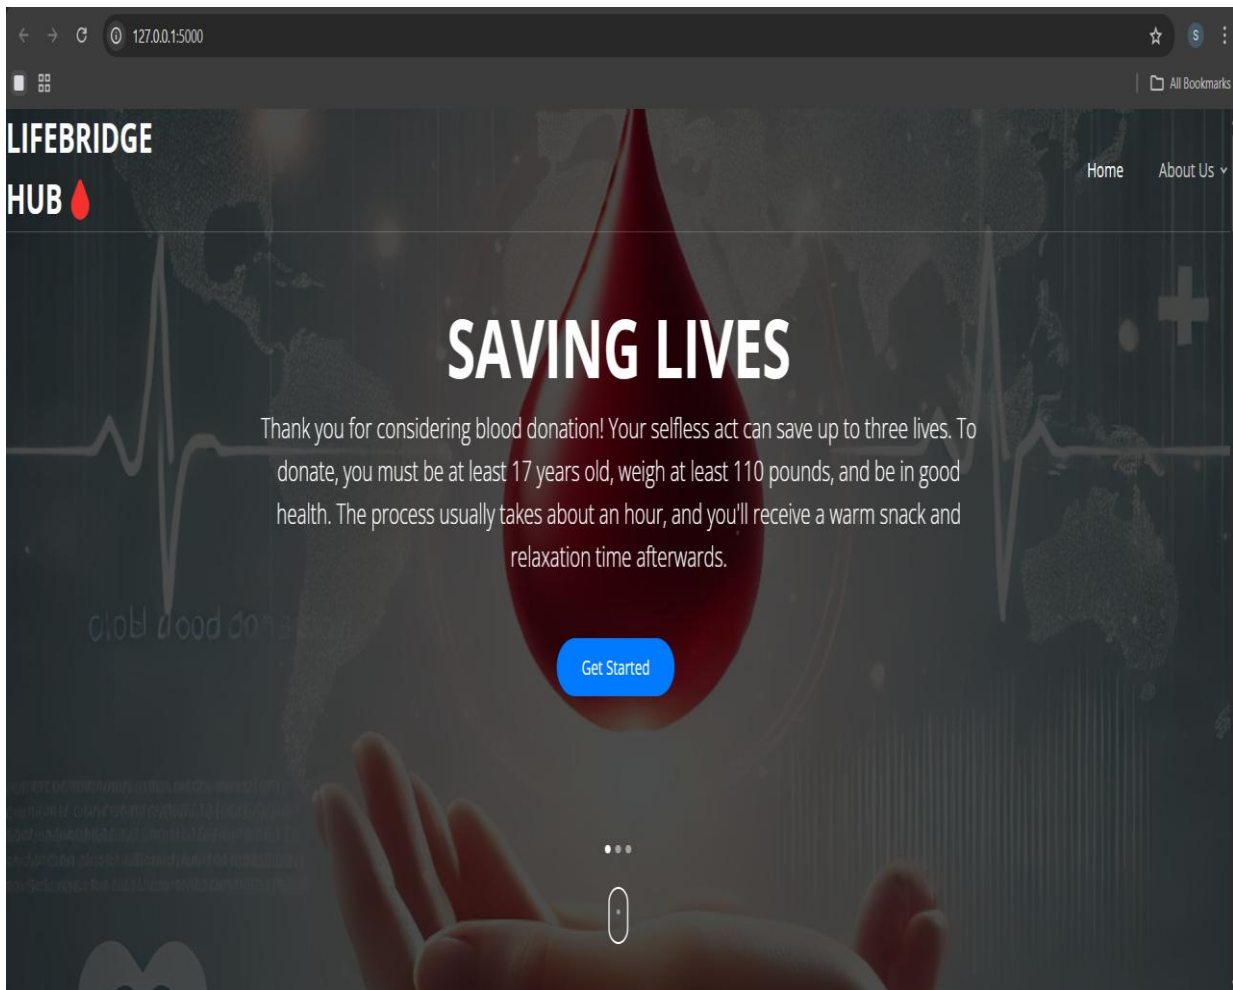 127.0.0.1:5000
S
All Bookmarks
LIFEBRIDGE
HUB
Home
About Us
SAVING LIVES
Thank you for considering blood donation! Your selfless act can save up to three lives. To
donate, you must be at least 17 years old, weigh at least 110 pounds, and be in good
health. The process usually takes about an hour, and you'll receive a warm snack and
relaxation time afterwards.
Get Started